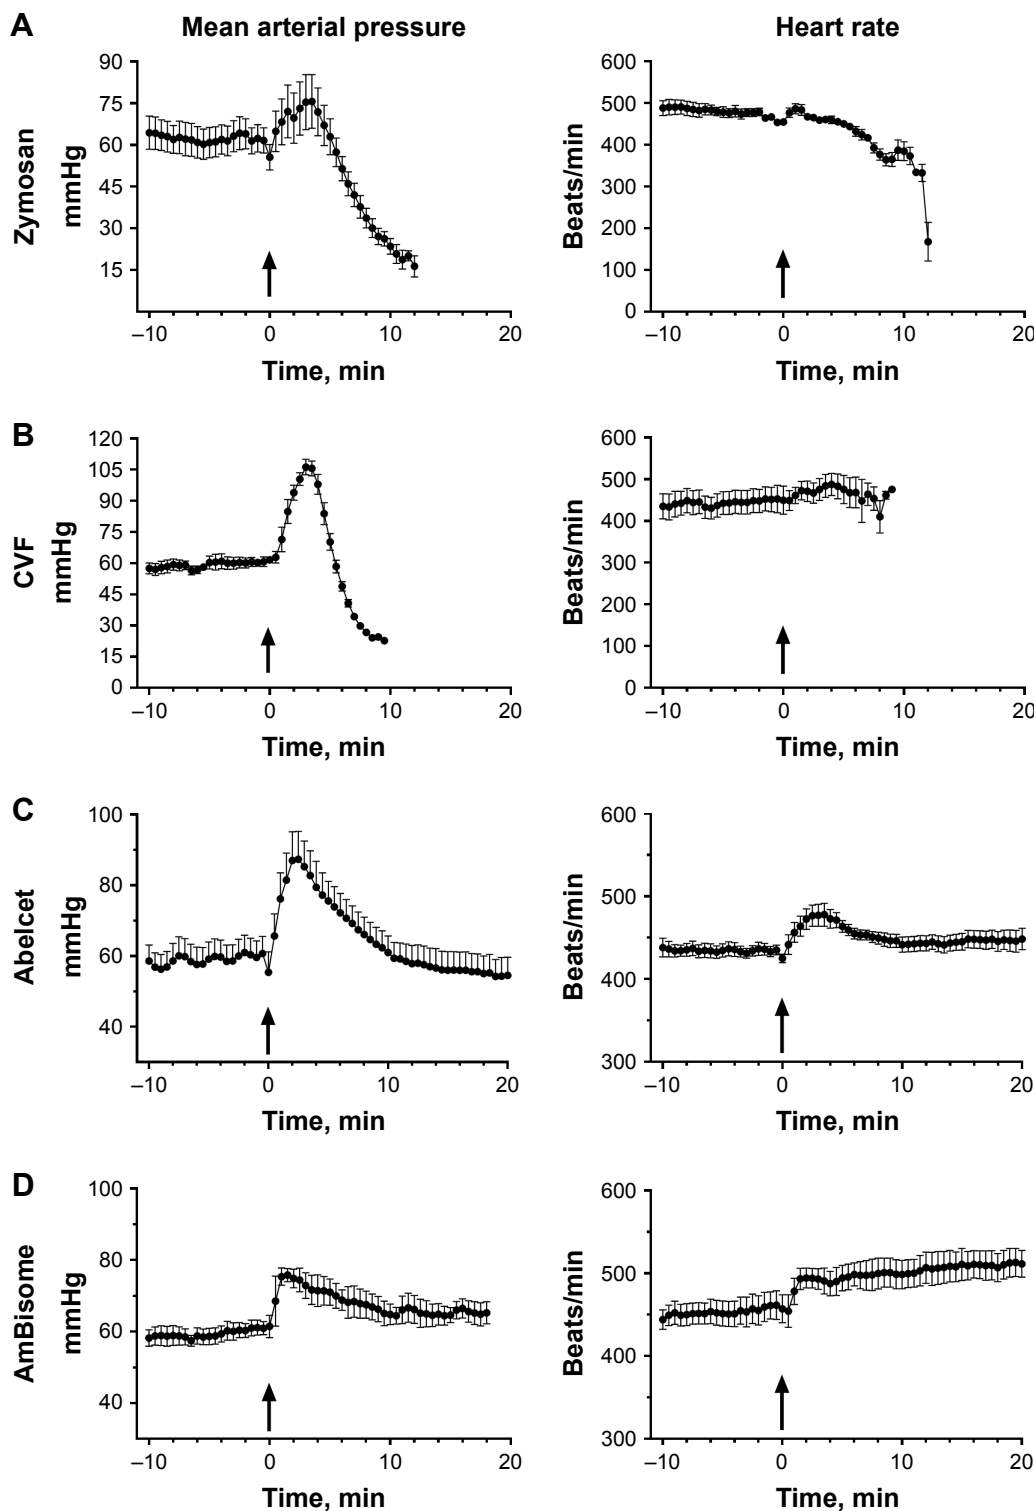 A
Mean arterial pressure
Heart rate
Zymosan
mmHg
90
75
60
45
30
15
–10
0
10
20
Time, min
Beats/min
600
500
400
300
200
100
0
–10
0
10
20
Time, min
B
CVF
mmHg
120
105
90
75
60
45
30
15
0
–10
0
10
20
Time, min
Beats/min
600
500
400
300
200
100
0
–10
0
10
20
Time, min
C
Abelcet
mmHg
100
80
60
40
–10
0
10
20
Time, min
Beats/min
600
500
400
300
–10
0
10
20
Time, min
D
AmBisome
mmHg
100
80
60
40
–10
0
10
20
Time, min
Beats/min
600
500
400
300
–10
0
10
20
Time, min